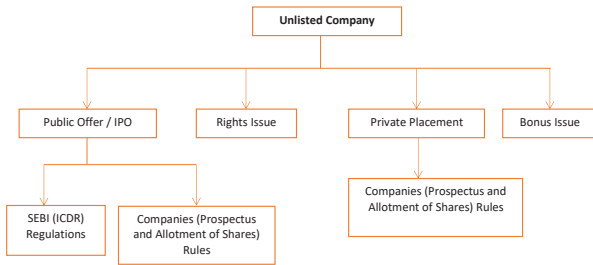 Unlisted Company
Public Offer / IPO
Rights Issue
Private Placement
Bonus Issue
SEBI (ICDR)
Regulations
Companies (Prospectus
and Allotment of Shares)
Rules
Companies (Prospectus and
Allotment of Shares) Rules